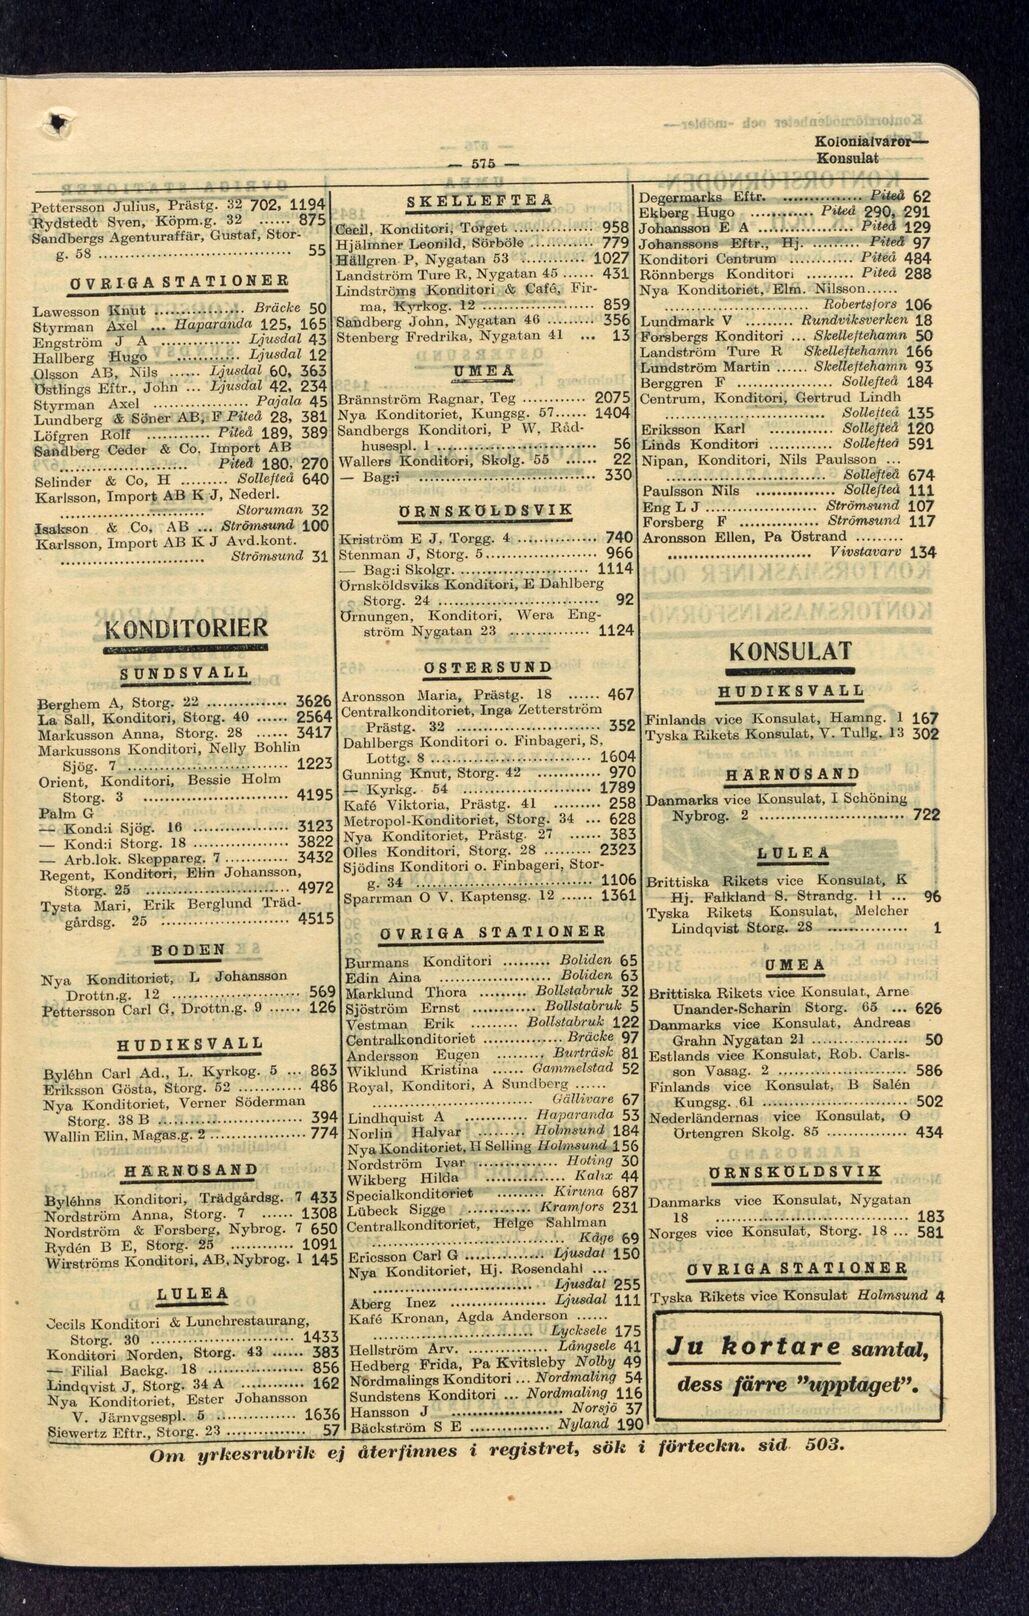 Kolonialvaror—
— 575 —
Konsulat
Pettersson Julius, Prästg. 32 702, 1194
Rydstedt Sven, Köpm.g. 32 ...... 875
Sandbergs Agenturaffär, Gustaf, Stor-
g. 58 ................................ 55
ÖVRIGA STATIONER
Lawesson Knut ............... Bräcke 50
Styrman Axel ... Haparanda 125, 165
Engström J A ............... Ljusdal 43
Hallberg Hugo ............ Ljusdal 12
Olsson AB, Nils ...... Ljusdal 60, 363
Östlings Eftr., John ... Ljusdal 42, 234
Styrman Axel .................. Pajala 45
Lundberg & Söner AB, F Piteå 28, 381
Löfgren Rolf ............ Piteå 189, 389
Sandberg Ceder & Co. Import AB
........................ Piteå 180, 270
Selinder & Co, H ......... Sollefteå 640
Karlsson, Import AB K J, Nederl.
........................... Storuman 32
Isakson & Co, AB ... Strömsund 100
Karlsson, Import AB K J Avd.kont.
........................... Strömsund 31
KONDITORIER
SUNDSVALL
Berghem A, Storg. 22 ............... 3626
La Sall, Konditori, Storg. 40 ...... 2564
Markusson Anna, Storg. 28 ...... 3417
Markussons Konditori, Nelly Bohlin
Sjög. 7 ........................... 1223
Orient, Konditori, Bessie Holm
Storg. 3 ........................ 4195
Palm G
— Kond:i Sjög. 16 .................. 3123
— Kond:i Storg. 18 .................. 3822
— Arb.lok. Skeppareg. 7 ............ 3432
Regent, Konditori, Elin Johansson,
Storg. 25 ........................ 4972
Tysta Mari, Erik Berglund Träd-
gårdsg. 25 ..................... 4515
BODEN
Nya Konditoriet, L Johansson
Drottn.g. 12 ..................... 569
Pettersson Carl G, Drottn.g. 9 ...... 126
HUDIKSVALL
Byléhn Carl Ad., L. Kyrkog. 5 ... 863
Eriksson Gösta, Storg. 52 ............ 486
Nya Konditoriet, Verner Söderman
Storg. 38 B ........................ 394
Wallin Elin, Magas.g. 2 ............... 774
HÄRNÖSAND
Byléhns Konditori, Trädgårdsg. 7 433
Nordström Anna, Storg. 7 ...... 1308
Nordström & Forsberg, Nybrog. 7 650
Rydén B E, Storg. 25 ............ 1091
Wirströms Konditori, AB, Nybrog. 1 145
LULEÅ
Cecils Konditori & Lunchrestaurang,
Storg. 30 ........................ 1433
Konditori Norden, Storg. 43 ...... 383
— Filial Backg. 18 .................. 856
Lindqvist J, Storg. 34 A ............ 162
Nya Konditoriet, Ester Johansson
V. Järnvgsespl. 5 ............... 1636
Siewertz Eftr., Storg. 23 ............... 57
SKELLEFTEÅ
Cecil, Konditori, Torget ............... 958
Hjälmner Leonild, Sörböle ............ 779
Hällgren P, Nygatan 53 ............ 1027
Landström Ture R, Nygatan 45 ...... 431
Lindströms Konditori & Café, Fir-
ma, Kyrkog. 12 .................. 859
Sandberg John, Nygatan 46 ......... 356
Stenberg Fredrika, Nygatan 41 ... 13
UMEÅ
Brännström Ragnar, Teg ............ 2075
Nya Konditoriet, Kungsg. 57...... 1404
Sandbergs Konditori, P W, Råd-
husespl. 1 ........................ 56
Wallers Konditori, Skolg. 55 ...... 22
— Bag:i .............................. 330
ÖRNSKÖLDSVIK
Kriström E J, Torgg. 4 ............... 740
Stenman J, Storg. 5 .................. 966
— Bag:i Skolgr. ..................... 1114
Örnsköldsviks Konditori, E Dahlberg
Storg. 24 ........................ 92
Örnungen, Konditori, Wera Eng-
ström Nygatan 23 ............... 1124
ÖSTERSUND
Aronsson Maria, Prästg. 18 ...... 467
Centralkonditoriet, Inga Zetterström
Prästg. 32 ........................ 352
Dahlbergs Konditori o. Finbageri, S,
Lottg. 8 ........................ 1604
Gunning Knut, Storg. 42 ............ 970
— Kyrkg. 54 ..................... 1789
Kafé Viktoria, Prästg. 41 ......... 258
Metropol-Konditoriet, Storg. 34 ... 628
Nya Konditoriet, Prästg. 27 ...... 383
Olles Konditori, Storg. 28 ......... 2323
Sjödins Konditori o. Finbageri, Stor-
g. 34 ........................... 1106
Sparrman O V. Kaptensg. 12 ...... 1361
ÖVRIGA STATIONER
Burmans Konditori ......... Boliden 65
Edin Aina .................. Boliden 63
Marklund Thora ......... Bollstabruk 32
Sjöström Ernst ............ Bollstabruk 5
Vestman Erik ......... Bollstabruk 122
Centralkonditoriet ............... Bräcke 97
Andersson Eugen ......... Burträsk 81
Wiklund Kristina ...... Gammelstad 52
Royal, Konditori, A Sundberg ......
Gällivare 67
Lindhquist A ............ Haparanda 53
Norlin Halvar ......... Holmsund 184
Nya Konditoriet, H Selling Holmsund 156
Nordström Ivar ............... Hoting 30
Wikberg Hilda ............... Kalix 44
Specialkonditoriet ......... Kiruna 687
Lübeck Sigge ............ Kramfors 231
Centralkonditoriet, Helge Sahlman
........................... Kåge 69
Ericsson Carl G ............... Ljusdal 150
Nya Konditoriet, Hj. Rosendahl ...
........................... Ljusdal 255
Åberg Inez .................. Ljusdal 111
Kafé Kronan, Agda Anderson ......
........................... Lycksele 175
Hellström Arv. ............... Långsele 41
Hedberg Frida, Pa Kvitsleby Nolby 49
Nordmalings Konditori ... Nordmaling 54
Sundstens Konditori ... Nordmaling 116
Hansson J ..................... Norsjö 37
Bäckström S E ............... Nyland 190
Degermarks Eftr. ............... Piteå 62
Ekberg Hugo ............ Piteå 290, 291
Johansson E A .................. Piteå 129
Johanssons Eftr., Hj. ......... Piteå 97
Konditori Centrum ............ Piteå 484
Rönnbergs Konditori ......... Piteå 288
Nya Konditoriet, Elm. Nilsson......
........................ Robertsfors 106
Lundmark V ......... Rundviksverken 18
Forsbergs Konditori ... Skelleftehamn 50
Landström Ture R Skelleftehamn 166
Lundström Martin ...... Skelleftehamn 93
Berggren F .................. Sollefteå 184
Centrum, Konditori, Gertrud Lindh
........................... Sollefteå 135
Eriksson Karl ............ Sollefteå 120
Linds Konditori ............ Sollefteå 591
Nipan, Konditori, Nils Paulsson ...
........................... Sollefteå 674
Paulsson Nils ............... Sollefteå 111
Eng L J ..................... Strömsund 107
Forsberg F .................. Strömsund 117
Aronsson Ellen, Pa Östrand .........
........................... Vivstavarv 134
KONSULAT
HUDIKSVALL
Finlands vice Konsulat, Hamng. 1 167
Tyska Rikets Konsulat, V. Tullg. 13 302
HÄRNÖSAND
Danmarks vice Konsulat, I Schöning
Nybrog. 2 ........................ 722
LULEÅ
Brittiska Rikets vice Konsulat, K
Hj. Falkland S. Strandg. 11 ... 96
Tyska Rikets Konsulat, Melcher
Lindqvist Storg. 28 ............... 1
UMEÅ
Brittiska Rikets vice Konsulat, Arne
Unander-Scharin Storg. 65 ... 626
Danmarks vice Konsulat, Andreas
Grahn Nygatan 21 .................. 50
Estlands vice Konsulat, Rob. Carls-
son Vasag. 2 ..................... 586
Finlands vice Konsulat, B Salén
Kungsg. 61 ........................ 502
Nederländernas vice Konsulat, O
Örtengren Skolg. 85 ............... 434
ÖRNSKÖLDSVIK
Danmarks vice Konsulat, Nygatan
18 ................................. 183
Norges vice Konsulat, Storg. 18 ... 581
ÖVRIGA STATIONER
Tyska Rikets vice Konsulat Holmsund 4
Ju kortare samtal,
dess färre "upptaget".
Om yrkesrubrik ej återfinnes i registret, sök i förteckn. sid 503.